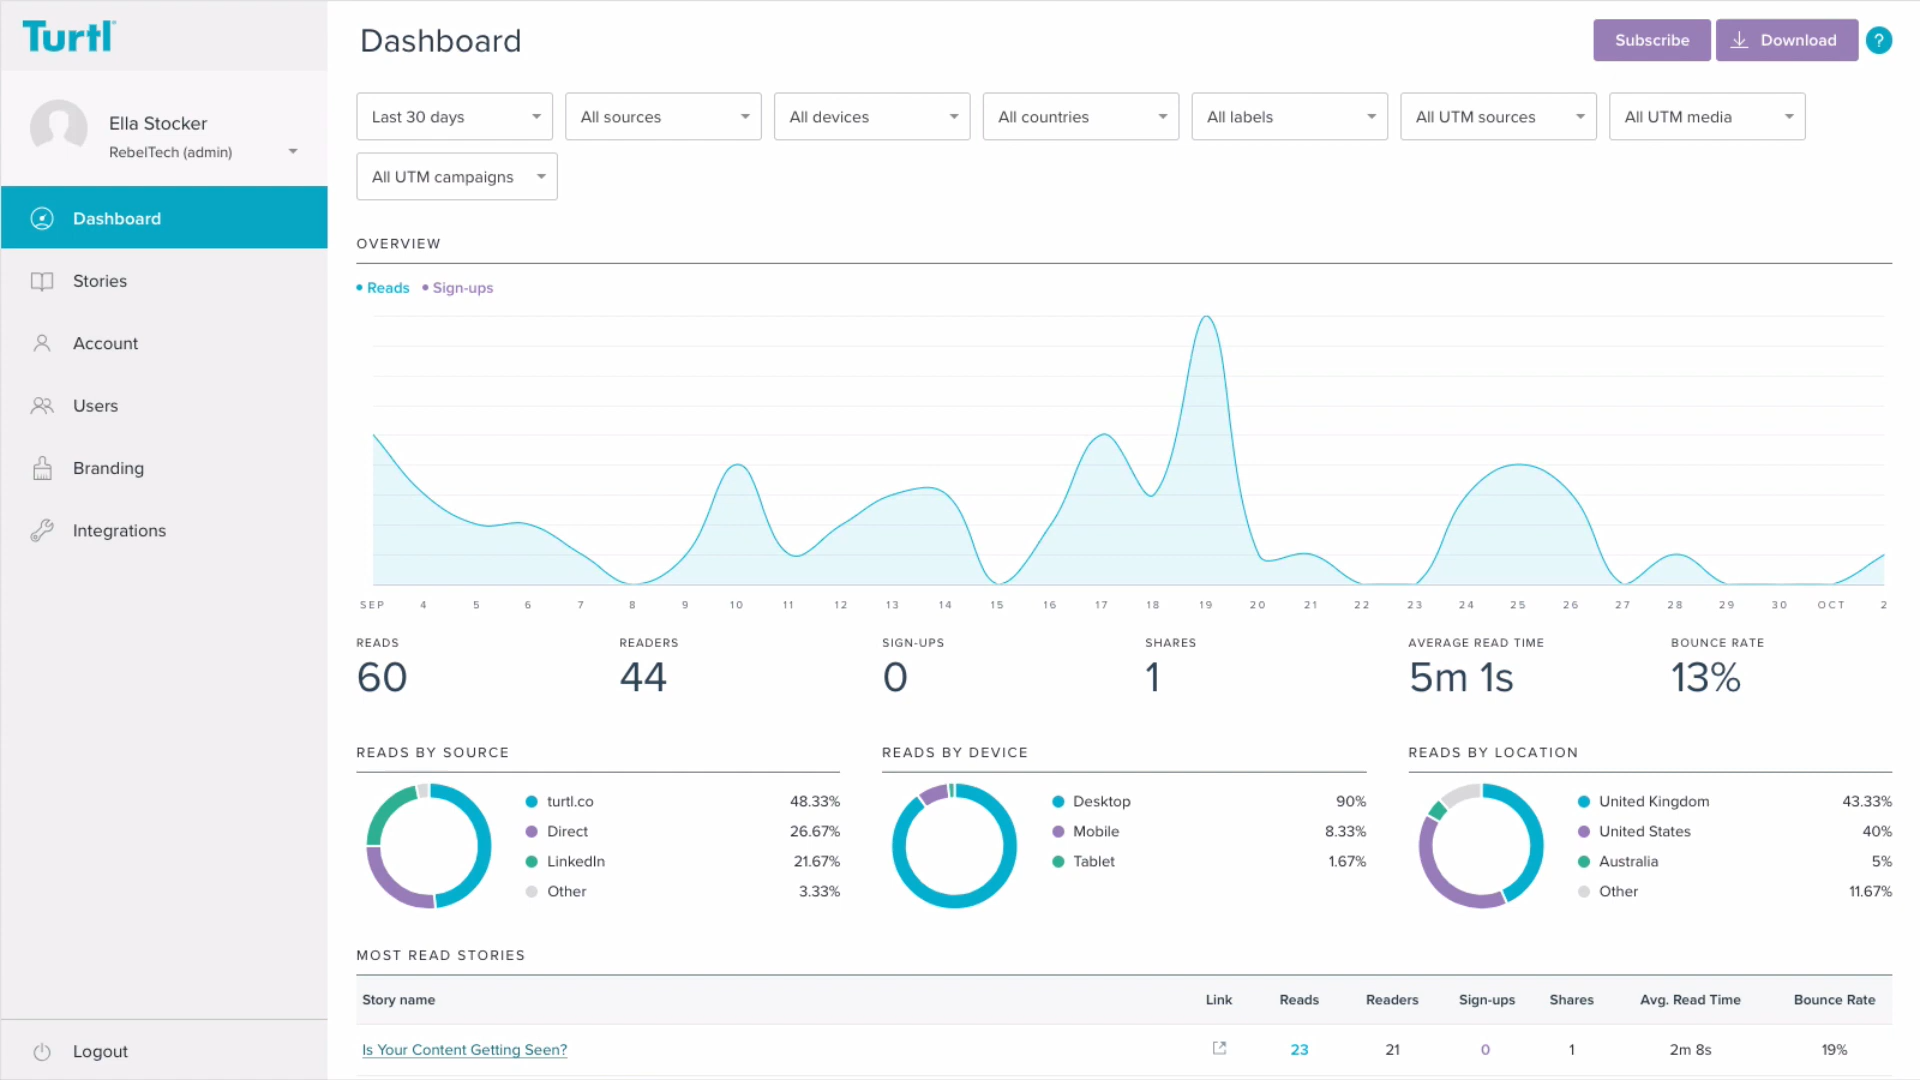 Turtl
Dashboard
Subscribe
Download
?
Ella Stocker
RebelTech (admin)
Last 30 days
All sources
All devices
All countries
All labels
All UTM sources
All UTM media
All UTM campaigns
Dashboard
Stories
Account
Users
Branding
Integrations
Logout
OVERVIEW
Reads Sign-ups
SEP 4 5 6 7 8 9 10 11 12 13 14 15 16 17 18 19 20 21 22 23 24 25 26 27 28 29 30 OCT 2
READS READERS SIGN-UPS SHARES AVERAGE READ TIME BOUNCE RATE
60 44 0 1 5m 1s 13%
READS BY SOURCE
turtl.co 48.33%
Direct 26.67%
LinkedIn 21.67%
Other 3.33%
READS BY DEVICE
Desktop 90%
Mobile 8.33%
Tablet 1.67%
READS BY LOCATION
United Kingdom 43.33%
United States 40%
Australia 5%
Other 11.67%
MOST READ STORIES
Story name Link Reads Readers Sign-ups Shares Avg. Read Time Bounce Rate
Is Your Content Getting Seen? 23 21 0 1 2m 8s 19%